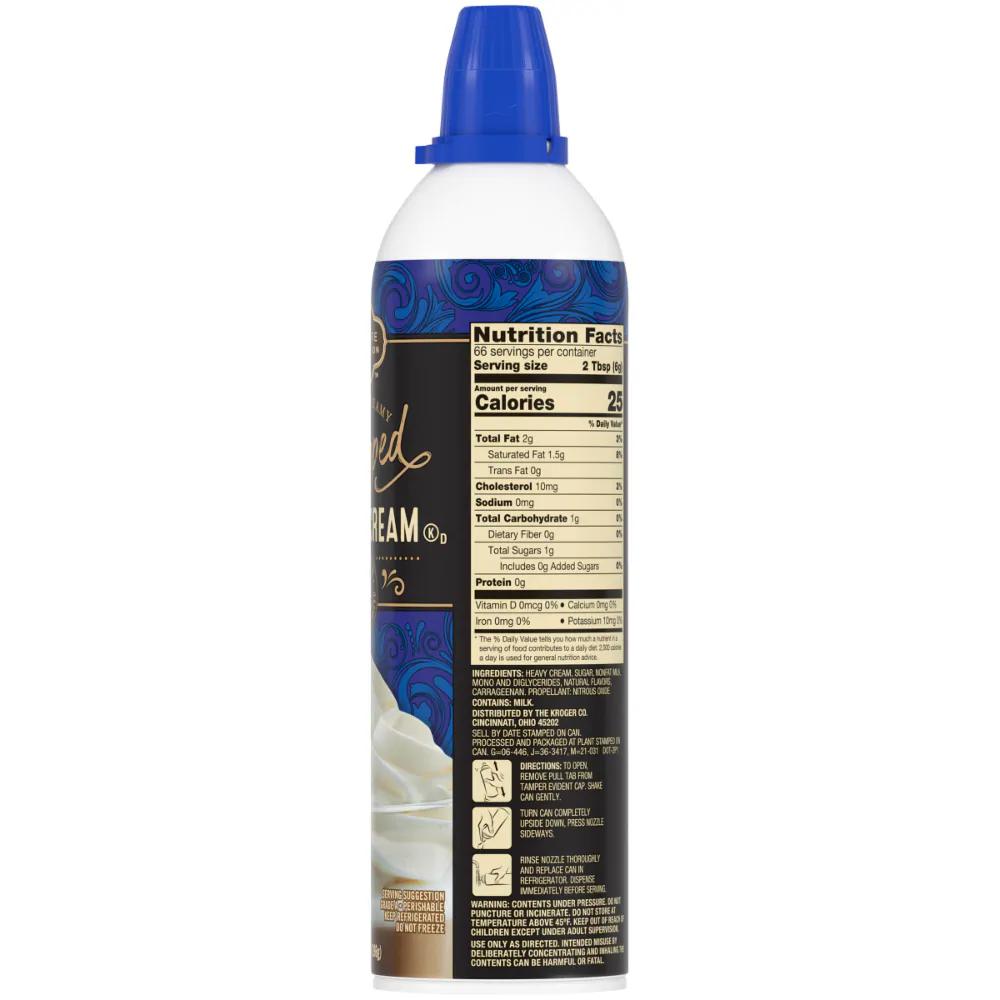 AMY
ped
REAM K D
Nutrition Facts
66 servings per container
Serving size 2 Tbsp (6g
Amount per serving
Calories 25
% Daily Value*
Total Fat 2g 3%
Saturated Fat 1.5g 8%
Trans Fat 0g
Cholesterol 10mg 3%
Sodium 0mg 0%
Total Carbohydrate 1g 0%
Dietary Fiber 0g 0%
Total Sugars 1g
Includes 0g Added Sugars 0%
Protein 0g
Vitamin D 0mcg 0% • Calcium 0mg 0%
Iron 0mg 0% • Potassium 10mg 0%
* The % Daily Value tells you how much a nutrient in a
serving of food contributes to a daily diet. 2,000 calories
a day is used for general nutrition advice.
INGREDIENTS: HEAVY CREAM, SUGAR, NONFAT MILK,
MONO AND DIGLYCERIDES, NATURAL FLAVORS,
CARRAGEENAN. PROPELLANT: NITROUS OXIDE.
CONTAINS: MILK.
DISTRIBUTED BY THE KROGER CO.
CINCINNATI, OHIO 45202
SELL BY DATE STAMPED ON CAN.
PROCESSED AND PACKAGED AT PLANT STAMPED ON
CAN. G=06-446, J=36-3417, M=21-031 DOT-2P1
DIRECTIONS: TO OPEN,
REMOVE PULL TAB FROM
TAMPER EVIDENT CAP. SHAKE
CAN GENTLY.
TURN CAN COMPLETELY
UPSIDE DOWN, PRESS NOZZLE
SIDEWAYS.
RINSE NOZZLE THOROUGHLY
AND REPLACE CAN IN
REFRIGERATOR. DISPENSE
IMMEDIATELY BEFORE SERVING.
WARNING: CONTENTS UNDER PRESSURE. DO NOT
PUNCTURE OR INCINERATE. DO NOT STORE AT
TEMPERATURE ABOVE 45°F. KEEP OUT OF REACH OF
CHILDREN EXCEPT UNDER ADULT SUPERVISION.
USE ONLY AS DIRECTED. INTENDED MISUSE BY
DELIBERATELY CONCENTRATING AND INHALING THE
CONTENTS CAN BE HARMFUL OR FATAL.
SERVING SUGGESTION
GRADE A PERISHABLE
KEEP REFRIGERATED
DO NOT FREEZE